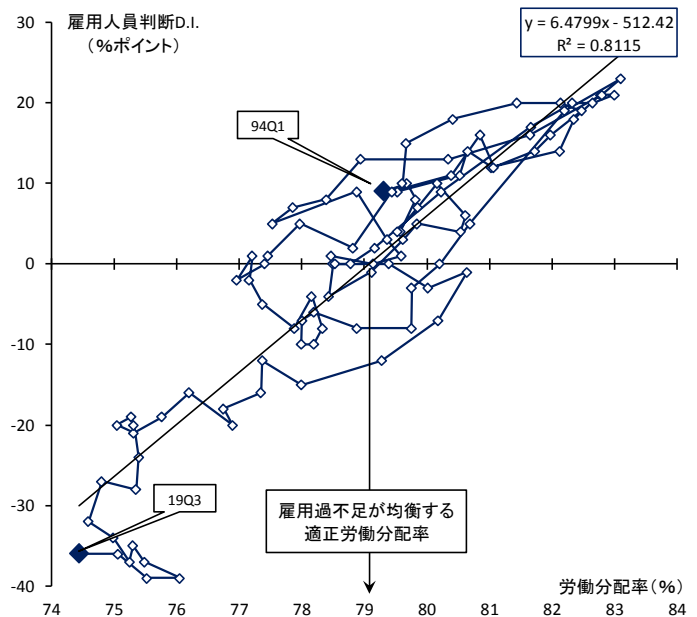 雇用人員判断D.I.
(%ポイント)
y = 6.4799x - 512.42
R² = 0.8115
94Q1
19Q3
雇用過不足が均衡する
適正労働分配率
労働分配率(%)
30
20
10
0
-10
-20
-30
-40
74 75 76 77 78 79 80 81 82 83 84